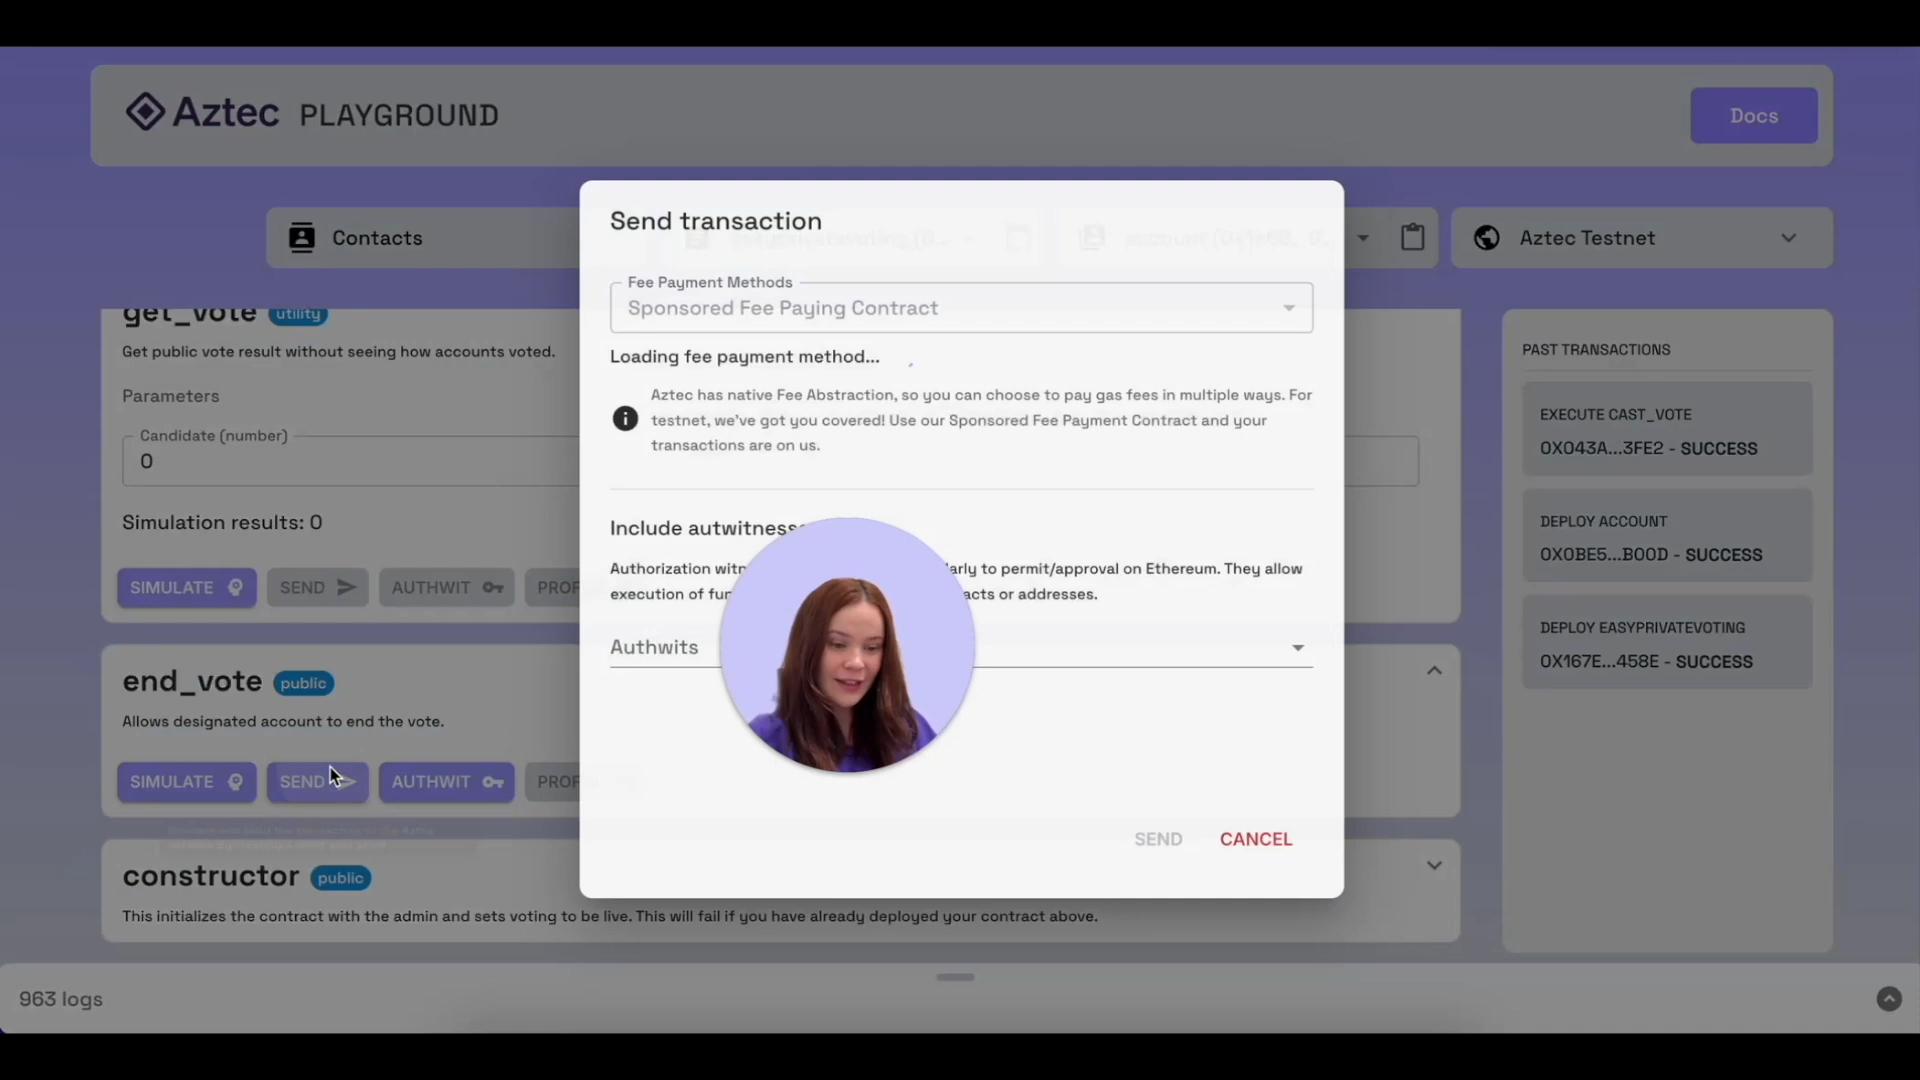 Aztec PLAYGROUND
Docs
Contacts
Aztec Testnet
get_vote utility
Get public vote result without seeing how accounts voted.
Parameters
Candidate (number)
0
Simulation results: 0
SIMULATE
SEND
AUTHWIT
PROF
end_vote public
Allows designated account to end the vote.
SIMULATE
SEND
AUTHWIT
PROF
constructor public
This initializes the contract with the admin and sets voting to be live. This will fail if you have already deployed your contract above.
Send transaction
Fee Payment Methods
Sponsored Fee Paying Contract
Loading fee payment method...
Aztec has native Fee Abstraction, so you can choose to pay gas fees in multiple ways. For
testnet, we've got you covered! Use our Sponsored Fee Payment Contract and your
transactions are on us.
Include autwitness
Authorization witn arly to permit/approval on Ethereum. They allow
execution of fun acts or addresses.
Authwits
SEND
CANCEL
PAST TRANSACTIONS
EXECUTE CAST_VOTE
0X043A...3FE2 - SUCCESS
DEPLOY ACCOUNT
0X0BE5...B00D - SUCCESS
DEPLOY EASYPRIVATEVOTING
0X167E...458E - SUCCESS
963 logs